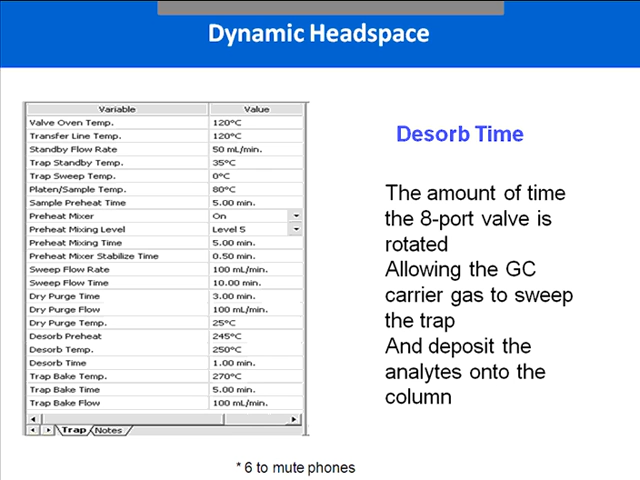 Dynamic Headspace
Variable Value
Valve Oven Temp. 120°C
Transfer Line Temp. 120°C
Standby Flow Rate 50 mL/min.
Trap Standby Temp. 35°C
Trap Sweep Temp. 0°C
Platen/Sample Temp. 80°C
Sample Preheat Time 5.00 min.
Preheat Mixer On
Preheat Mixing Level Level 5
Preheat Mixing Time 5.00 min.
Preheat Mixer Stabilize Time 0.50 min.
Sweep Flow Rate 100 mL/min.
Sweep Flow Time 10.00 min.
Dry Purge Time 3.00 min.
Dry Purge Flow 100 mL/min.
Dry Purge Temp. 25°C
Desorb Preheat 245°C
Desorb Temp. 250°C
Desorb Time 1.00 min.
Trap Bake Temp. 270°C
Trap Bake Time 5.00 min.
Trap Bake Flow 100 mL/min.
Trap Notes
Desorb Time
The amount of time
the 8-port valve is
rotated
Allowing the GC
carrier gas to sweep
the trap
And deposit the
analytes onto the
column
* 6 to mute phones